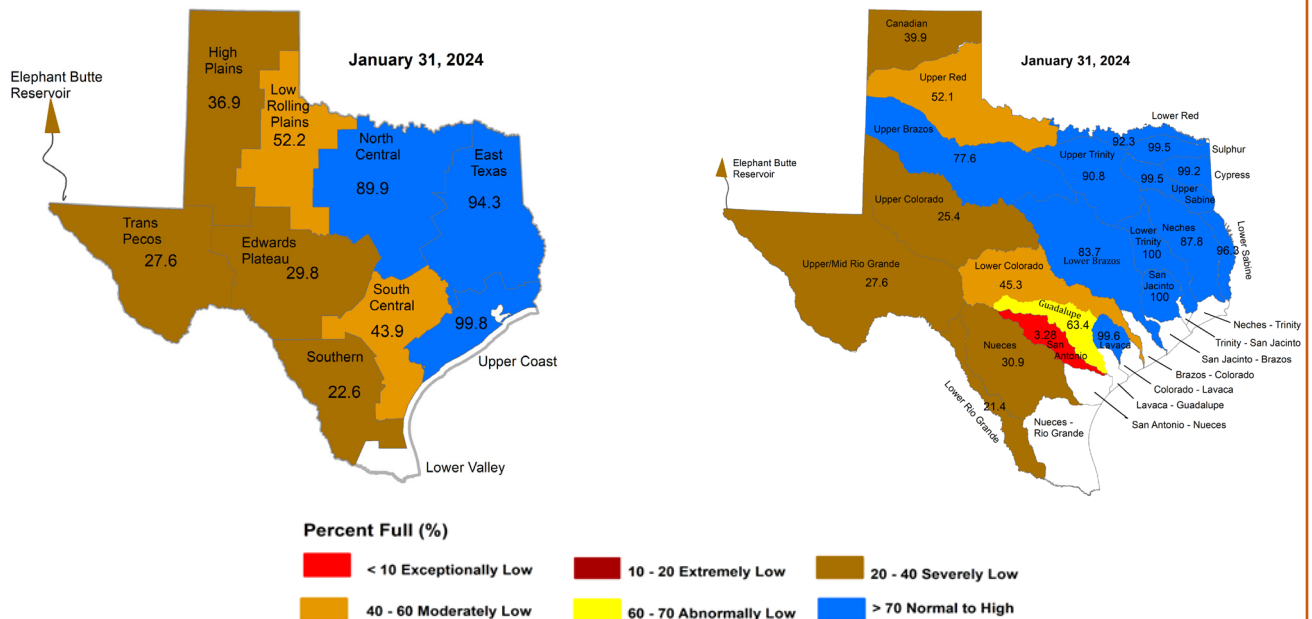 January 31, 2024
High
Plains
36.9
Elephant Butte
Reservoir
Low
Rolling
Plains
52.2
North
Central
89.9
East
Texas
94.3
Trans
Pecos
27.6
Edwards
Plateau
29.8
South
Central
43.9
99.8
Upper Coast
Southern
22.6
Lower Valley
January 31, 2024
Canadian
39.9
Upper Red
52.1
Lower Red
92.3
Upper Brazos
77.6
Upper Trinity
90.8
99.5
Sulphur
99.5
99.2
Cypress
Upper
Sabine
Elephant Butte
Reservoir
Upper Colorado
25.4
Neches
87.8
Lower Sabine
96.3
Lower
Trinity
100
83.7
Lower Brazos
San
Jacinto
100
Upper/Mid Rio Grande
27.6
Lower Colorado
45.3
Guadalupe
63.4
3.28
San
Antonio
99.6
Lavaca
Nueces
30.9
21.4
Lower Rio Grande
Nueces -
Rio Grande
Neches - Trinity
Trinity - San Jacinto
San Jacinto - Brazos
Brazos - Colorado
Colorado - Lavaca
Lavaca - Guadalupe
San Antonio - Nueces
Percent Full (%)
< 10 Exceptionally Low
10 - 20 Extremely Low
20 - 40 Severely Low
40 - 60 Moderately Low
60 - 70 Abnormally Low
> 70 Normal to High